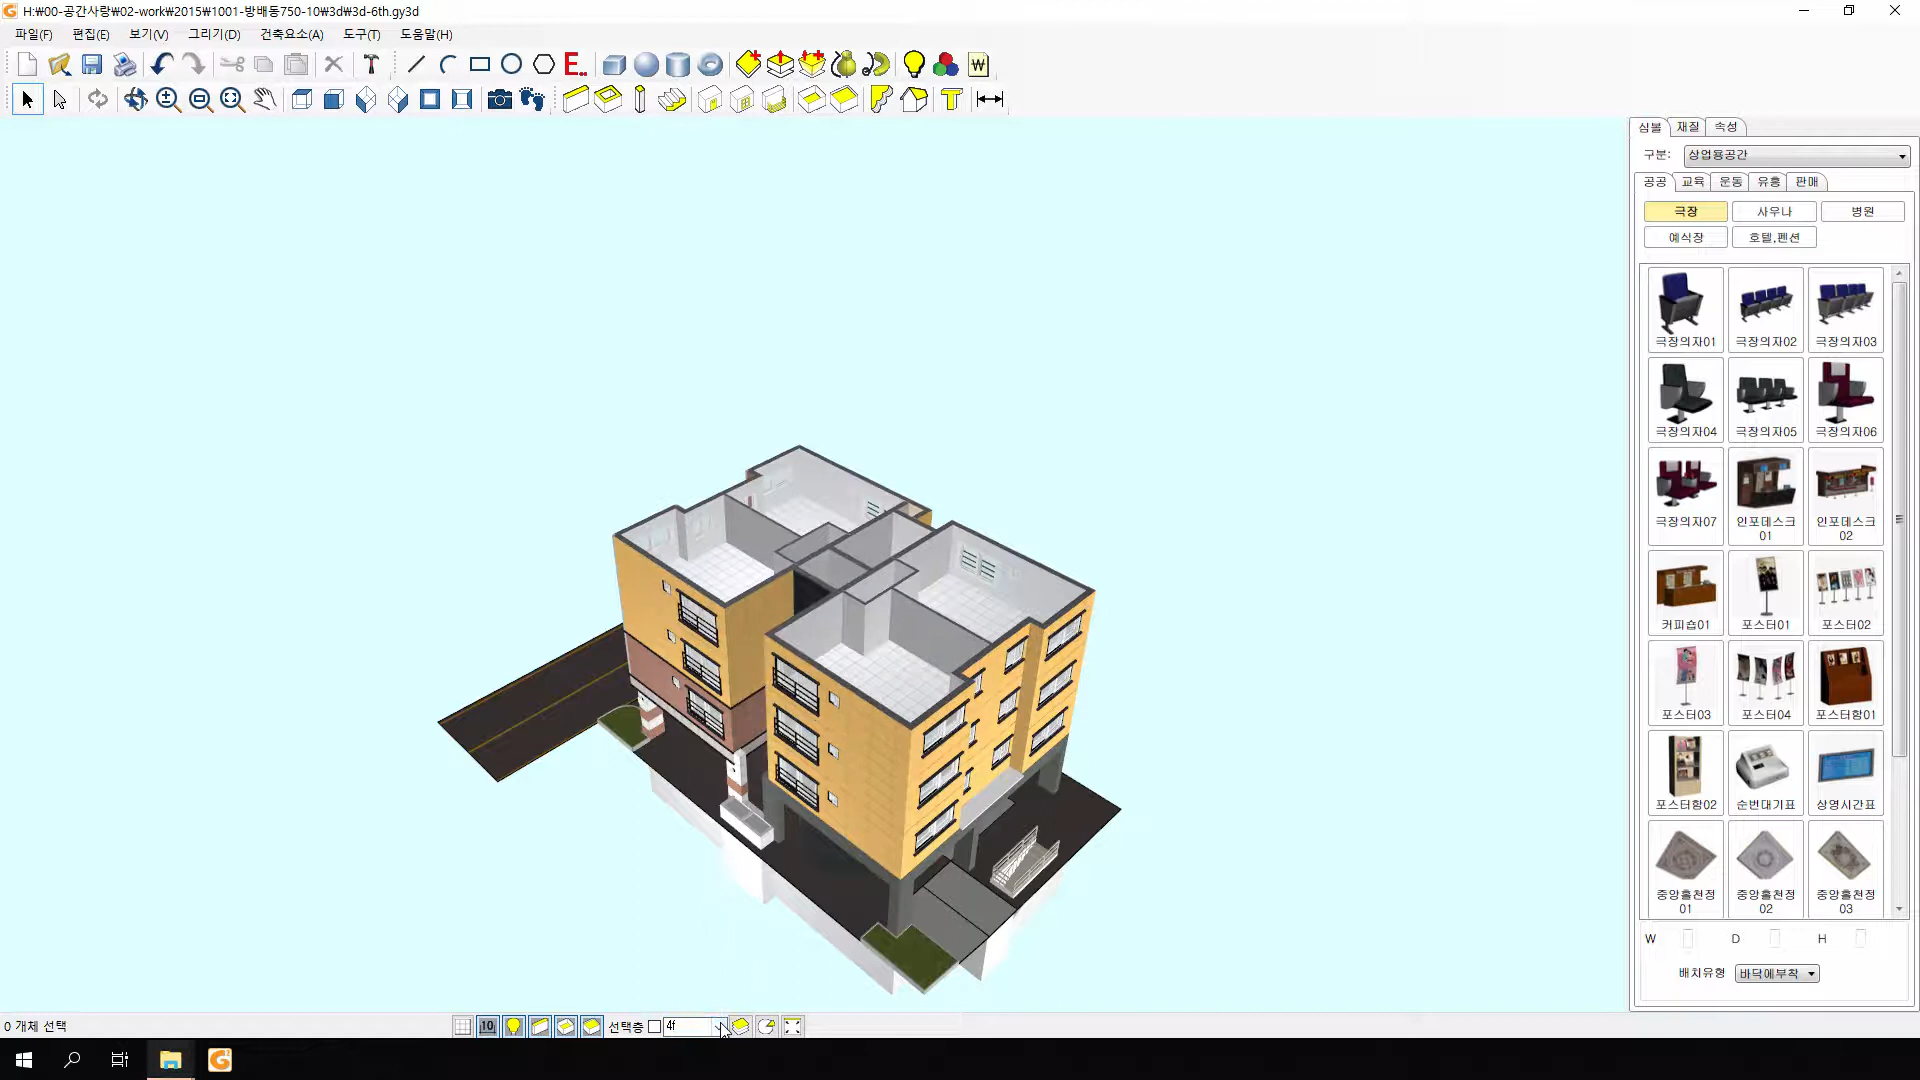 H:₩00-공간사랑₩02-work₩2015₩1001-방배동750-10₩3d₩3d-6th.gy3d
파일(F) 편집(E) 보기(V) 그리기(D) 건축요소(A) 도구(T) 도움말(H)
E..
W
T
심볼 재질 속성
구분: 상업용공간
공공 교육 운동 유흥 판매
극장 사우나 병원
예식장 호텔,펜션
극장의자01 극장의자02 극장의자03
극장의자04 극장의자05 극장의자06
극장의자07 인포데스크01 인포데스크02
커피숍01 포스터01 포스터02
포스터03 포스터04 포스터함01
포스터함02 순번대기표 상영시간표
중앙홀천정01 중앙홀천정02 중앙홀천정03
W D H
배치유형 바닥에부착
0 개체 선택 10 선택층 4f